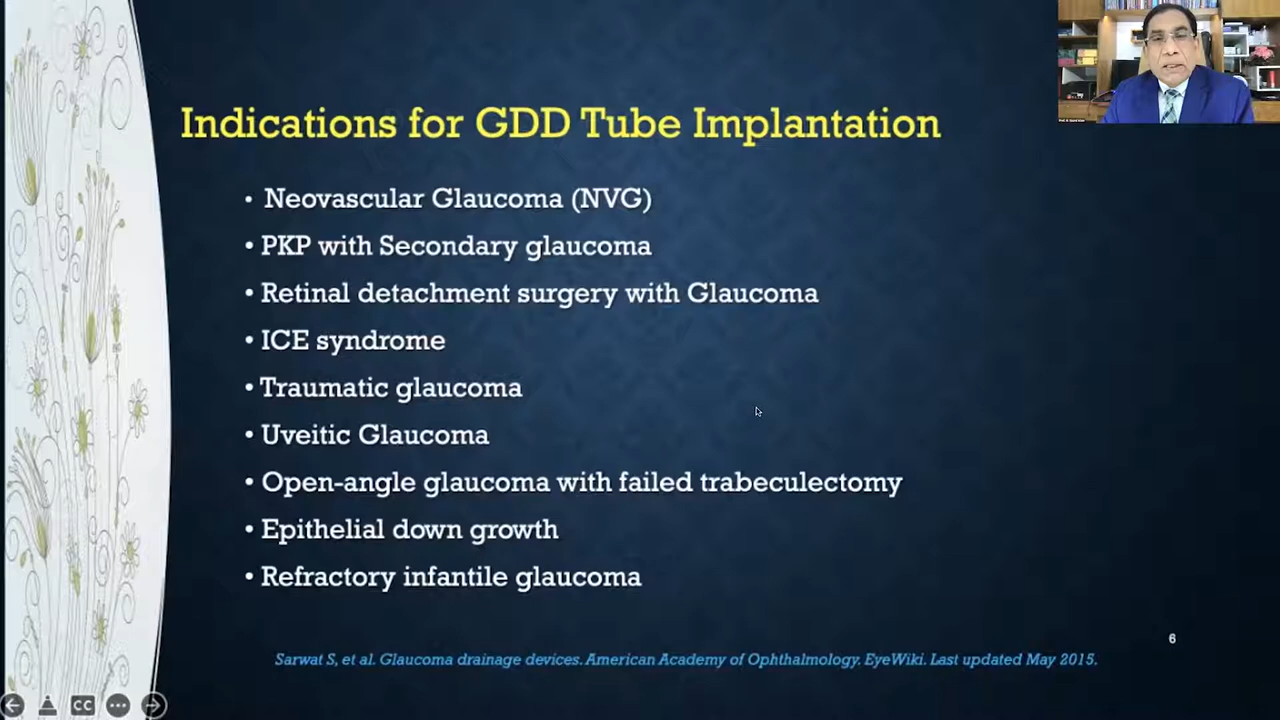 Indications for GDD Tube Implantation
• Neovascular Glaucoma (NVG)
• PKP with Secondary glaucoma
• Retinal detachment surgery with Glaucoma
• ICE syndrome
• Traumatic glaucoma
• Uveitic Glaucoma
• Open-angle glaucoma with failed trabeculectomy
• Epithelial down growth
• Refractory infantile glaucoma
6
Sarwat S, et al. Glaucoma drainage devices. American Academy of Ophthalmology. EyeWiki. Last updated May 2015.
CC